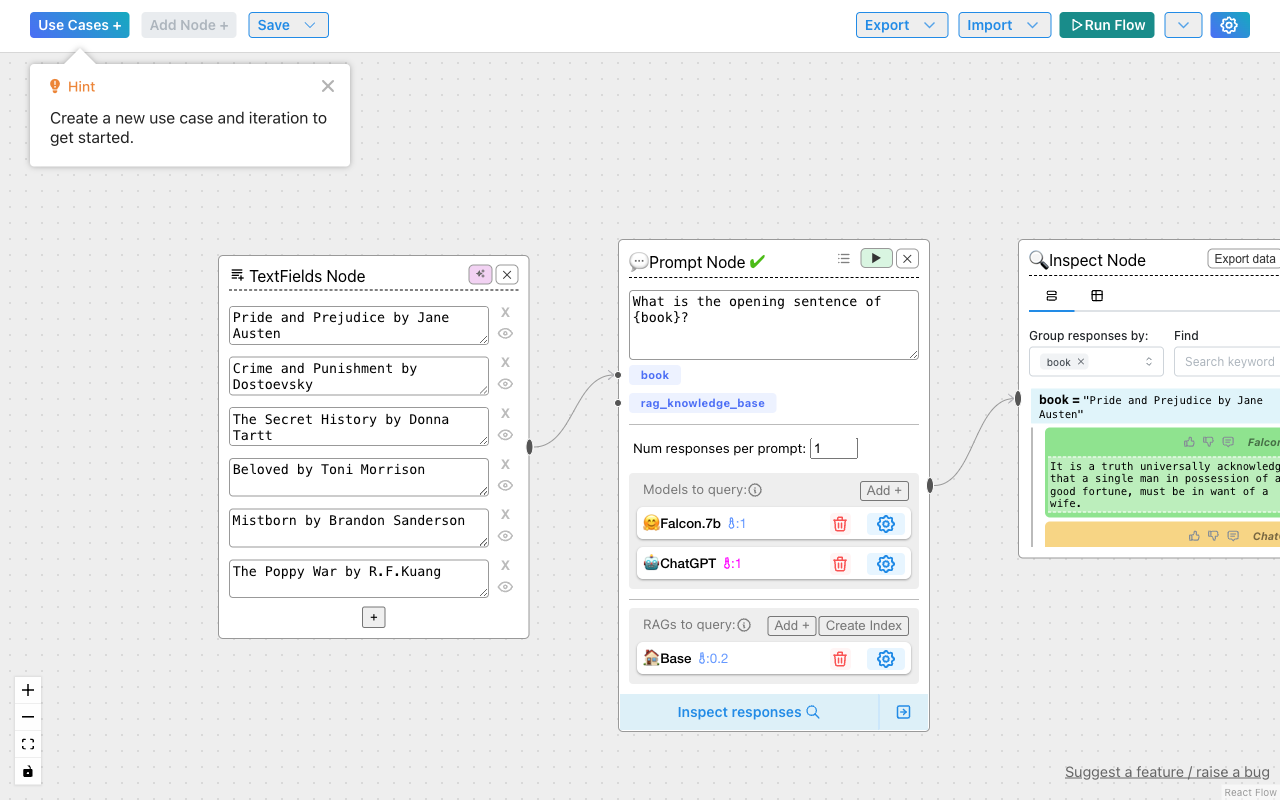 Use Cases +
Add Node +
Save
Export
Import
Run Flow
Hint
Create a new use case and iteration to
get started.
TextFields Node
Pride and Prejudice by Jane
Austen
X
Crime and Punishment by
Dostoevsky
X
The Secret History by Donna
Tartt
X
Beloved by Toni Morrison
X
Mistborn by Brandon Sanderson
X
The Poppy War by R.F.Kuang
X
+
Prompt Node
What is the opening sentence of
{book}?
book
rag_knowledge_base
Num responses per prompt: 1
Models to query:
Add +
Falcon.7b
:1
ChatGPT
:1
RAGs to query:
Add +
Create Index
Base
:0.2
Inspect responses
Inspect Node
Export data
Group responses by:
Find
book
Search keyword
book = "Pride and Prejudice by Jane
Austen"
Falcon
It is a truth universally acknowledg
that a single man in possession of a
good fortune, must be in want of a
wife.
Suggest a feature / raise a bug
React Flow